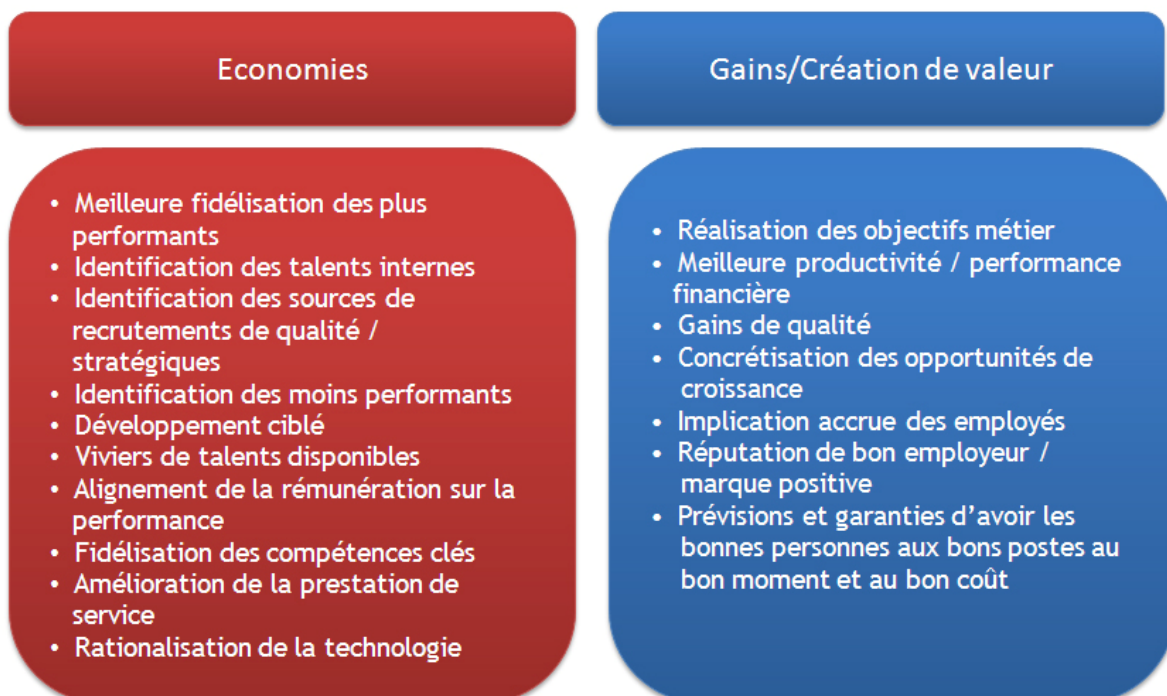 Economies
• Meilleure fidélisation des plus
performants
• Identification des talents internes
• Identification des sources de
recrutements de qualité /
stratégiques
• Identification des moins performants
• Développement ciblé
• Viviers de talents disponibles
• Alignement de la rémunération sur la
performance
• Fidélisation des compétences clés
• Amélioration de la prestation de
service
• Rationalisation de la technologie
Gains/Création de valeur
• Réalisation des objectifs métier
• Meilleure productivité / performance
financière
• Gains de qualité
• Concrétisation des opportunités de
croissance
• Implication accrue des employés
• Réputation de bon employeur /
marque positive
• Prévisions et garanties d’avoir les
bonnes personnes aux bons postes au
bon moment et au bon coût